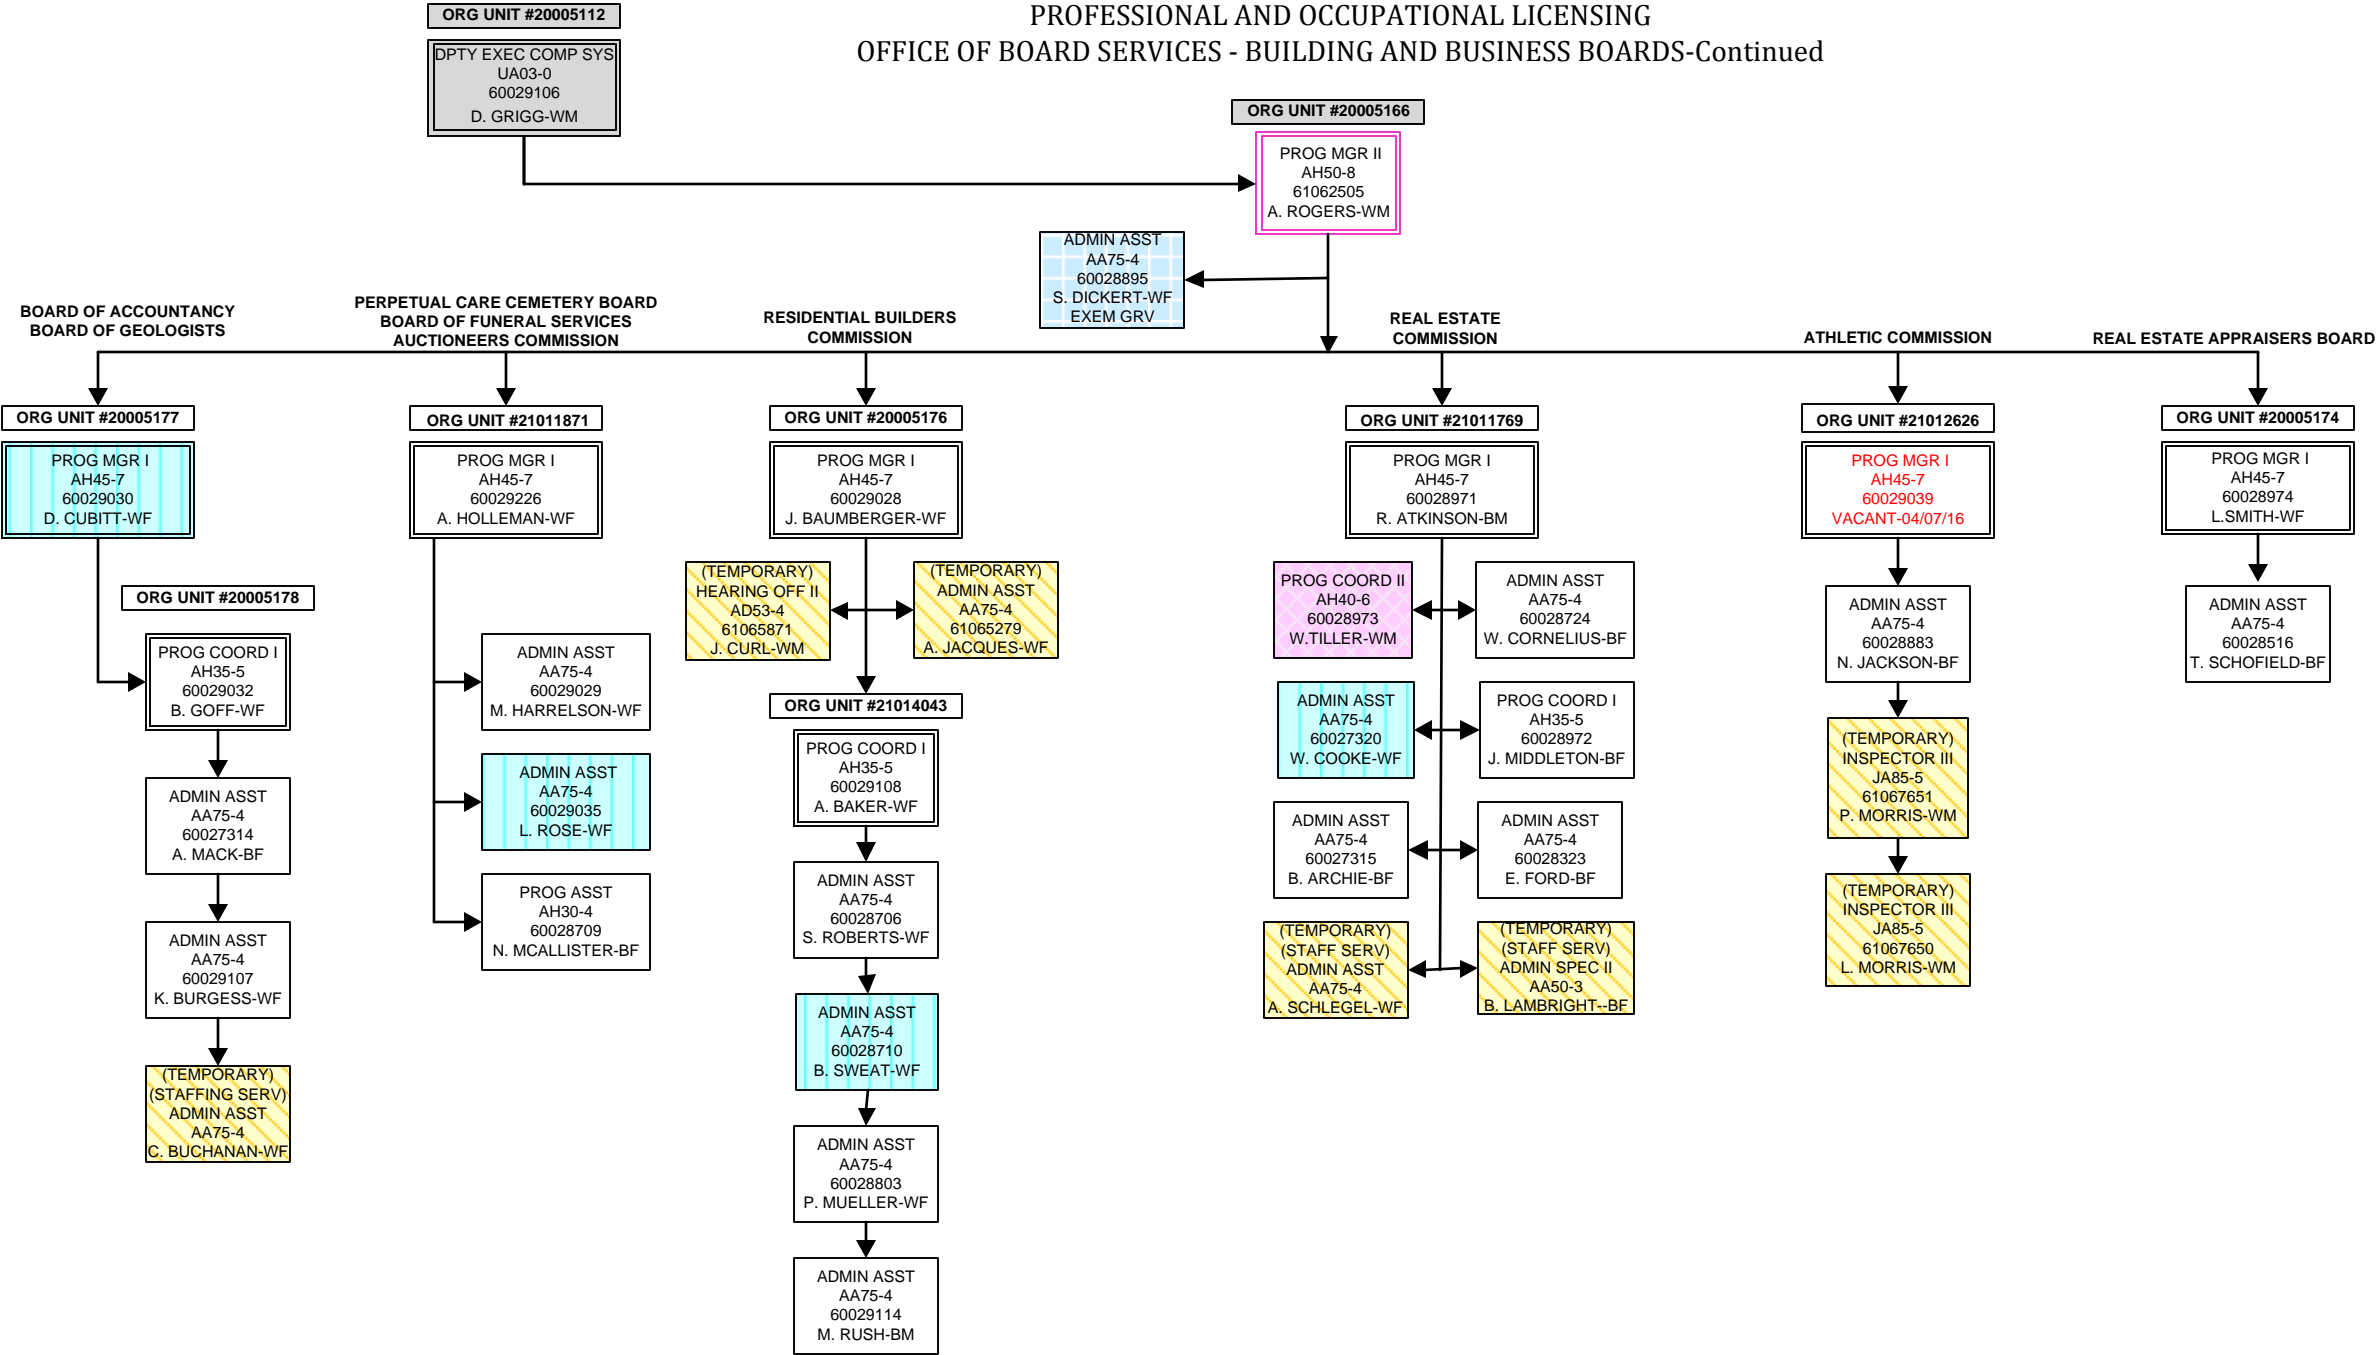 PROFESSIONAL AND OCCUPATIONAL LICENSING
OFFICE OF BOARD SERVICES - BUILDING AND BUSINESS BOARDS-Continued
ORG UNIT #20005112
DPTY EXEC COMP SYS
UA03-0
60029106
D. GRIGG-WM
ORG UNIT #20005166
PROG MGR II
AH50-8
61062505
A. ROGERS-WM
ADMIN ASST
AA75-4
60028895
S. DICKERT-WF
EXEM GRV
BOARD OF ACCOUNTANCY
BOARD OF GEOLOGISTS
ORG UNIT #20005177
PROG MGR I
AH45-7
60029030
D. CUBITT-WF
ORG UNIT #20005178
PROG COORD I
AH35-5
60029032
B. GOFF-WF
ADMIN ASST
AA75-4
60027314
A. MACK-BF
ADMIN ASST
AA75-4
60029107
K. BURGESS-WF
(TEMPORARY)
(STAFFING SERV)
ADMIN ASST
AA75-4
C. BUCHANAN-WF
PERPETUAL CARE CEMETERY BOARD
BOARD OF FUNERAL SERVICES
AUCTIONEERS COMMISSION
ORG UNIT #21011871
PROG MGR I
AH45-7
60029226
A. HOLLEMAN-WF
ADMIN ASST
AA75-4
60029029
M. HARRELSON-WF
ADMIN ASST
AA75-4
60029035
L. ROSE-WF
PROG ASST
AH30-4
60028709
N. MCALLISTER-BF
RESIDENTIAL BUILDERS
COMMISSION
ORG UNIT #20005176
PROG MGR I
AH45-7
60029028
J. BAUMBERGER-WF
(TEMPORARY)
HEARING OFF II
AD53-4
61065871
J. CURL-WM
(TEMPORARY)
ADMIN ASST
AA75-4
61065279
A. JACQUES-WF
ORG UNIT #21014043
PROG COORD I
AH35-5
60029108
A. BAKER-WF
ADMIN ASST
AA75-4
60028706
S. ROBERTS-WF
ADMIN ASST
AA75-4
60028710
B. SWEAT-WF
ADMIN ASST
AA75-4
60028803
P. MUELLER-WF
ADMIN ASST
AA75-4
60029114
M. RUSH-BM
REAL ESTATE
COMMISSION
ORG UNIT #21011769
PROG MGR I
AH45-7
60028971
R. ATKINSON-BM
PROG COORD II
AH40-6
60028973
W.TILLER-WM
ADMIN ASST
AA75-4
60028724
W. CORNELIUS-BF
ADMIN ASST
AA75-4
60027320
W. COOKE-WF
PROG COORD I
AH35-5
60028972
J. MIDDLETON-BF
ADMIN ASST
AA75-4
60027315
B. ARCHIE-BF
ADMIN ASST
AA75-4
60028323
E. FORD-BF
(TEMPORARY)
(STAFF SERV)
ADMIN ASST
AA75-4
A. SCHLEGEL-WF
(TEMPORARY)
(STAFF SERV)
ADMIN SPEC II
AA50-3
B. LAMBRIGHT--BF
ATHLETIC COMMISSION
ORG UNIT #21012626
PROG MGR I
AH45-7
60029039
VACANT-04/07/16
ADMIN ASST
AA75-4
60028883
N. JACKSON-BF
(TEMPORARY)
INSPECTOR III
JA85-5
61067651
P. MORRIS-WM
(TEMPORARY)
INSPECTOR III
JA85-5
61067650
L. MORRIS-WM
REAL ESTATE APPRAISERS BOARD
ORG UNIT #20005174
PROG MGR I
AH45-7
60028974
L.SMITH-WF
ADMIN ASST
AA75-4
60028516
T. SCHOFIELD-BF